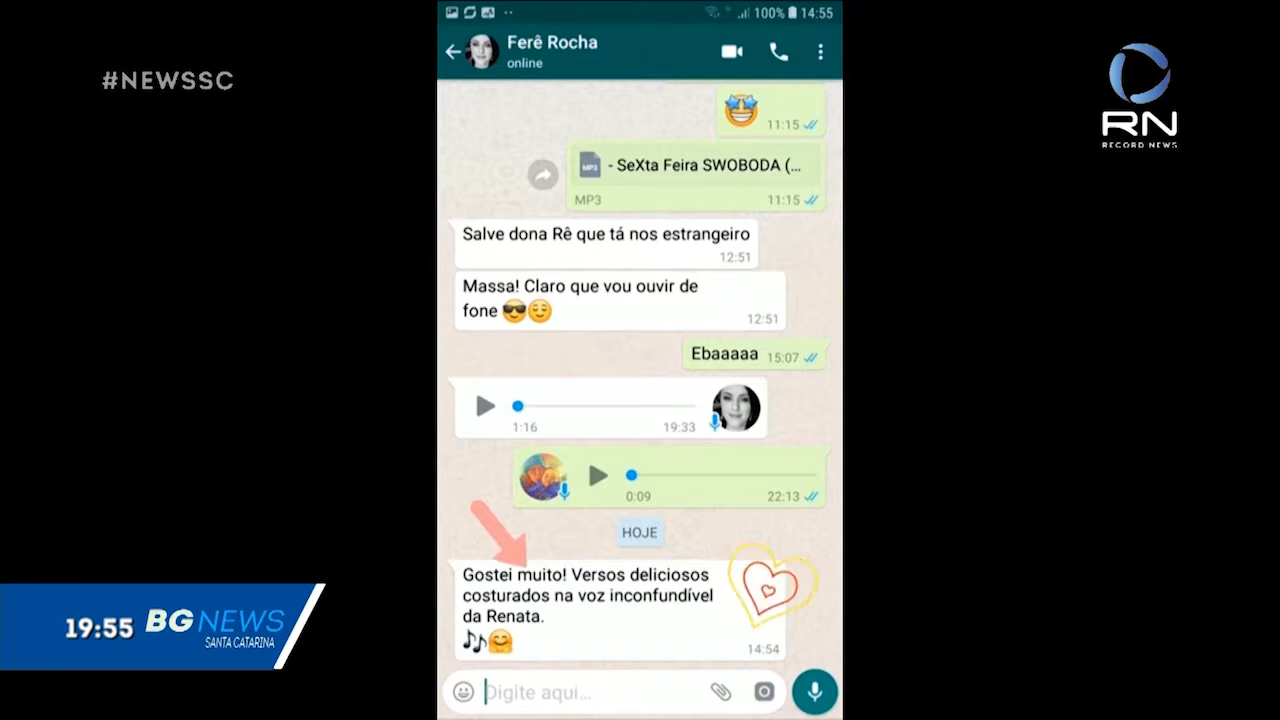 100% 14:55
Ferê Rocha
online
#NEWSSC
RN
RECORD NEWS
11:15
MP3
- SeXta Feira SWOBODA (...
MP3 11:15
Salve dona Rê que tá nos estrangeiro
12:51
Massa! Claro que vou ouvir de
fone
12:51
Ebaaaaa 15:07
1:16 19:33
0:09 22:13
HOJE
Gostei muito! Versos deliciosos
costurados na voz inconfundível
da Renata.
14:54
Digite aqui...
19:55 BG NEWS
SANTA CATARINA